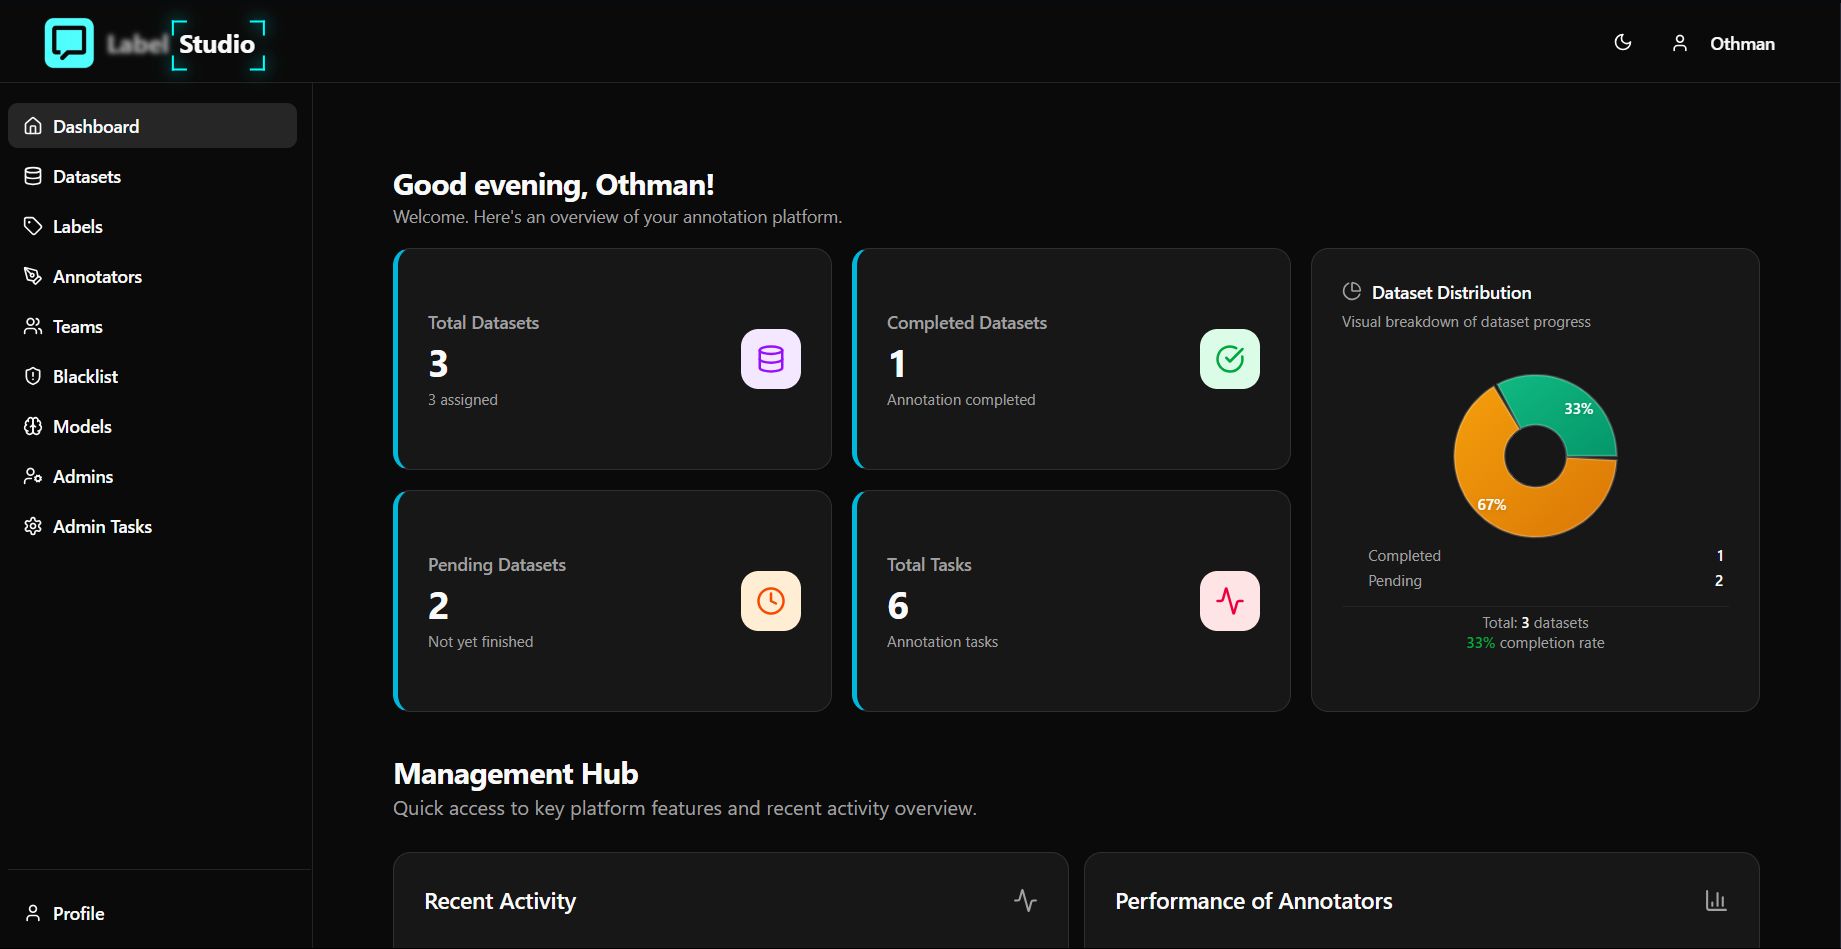 Label Studio
Othman
Dashboard
Datasets
Labels
Annotators
Teams
Blacklist
Models
Admins
Admin Tasks
Profile
Good evening, Othman!
Welcome. Here's an overview of your annotation platform.
Total Datasets
3
3 assigned
Completed Datasets
1
Annotation completed
Pending Datasets
2
Not yet finished
Total Tasks
6
Annotation tasks
Dataset Distribution
Visual breakdown of dataset progress
33%
67%
Completed 1
Pending 2
Total: 3 datasets
33% completion rate
Management Hub
Quick access to key platform features and recent activity overview.
Recent Activity
Performance of Annotators